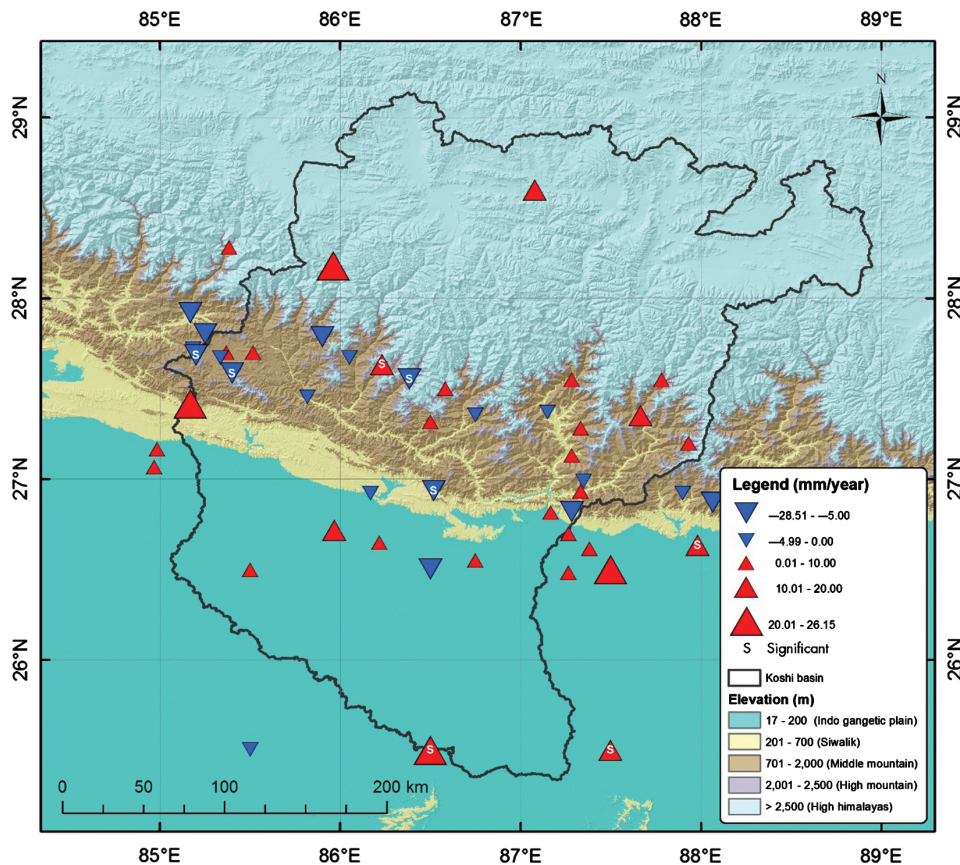 85°E 86°E 87°E 88°E 89°E
N
29°N 29°N
28°N 28°N
S
S
S
S
27°N 27°N
S
S
26°N 26°N
S
S
Legend (mm/year)
—28.51 - —5.00
—4.99 - 0.00
0.01 - 10.00
10.01 - 20.00
20.01 - 26.15
S Significant
Koshi basin
Elevation (m)
17 - 200 (Indo gangetic plain)
201 - 700 (Siwalik)
701 - 2,000 (Middle mountain)
2,001 - 2,500 (High mountain)
> 2,500 (High himalayas)
0 50 100 200 km
85°E 86°E 87°E 88°E 89°E